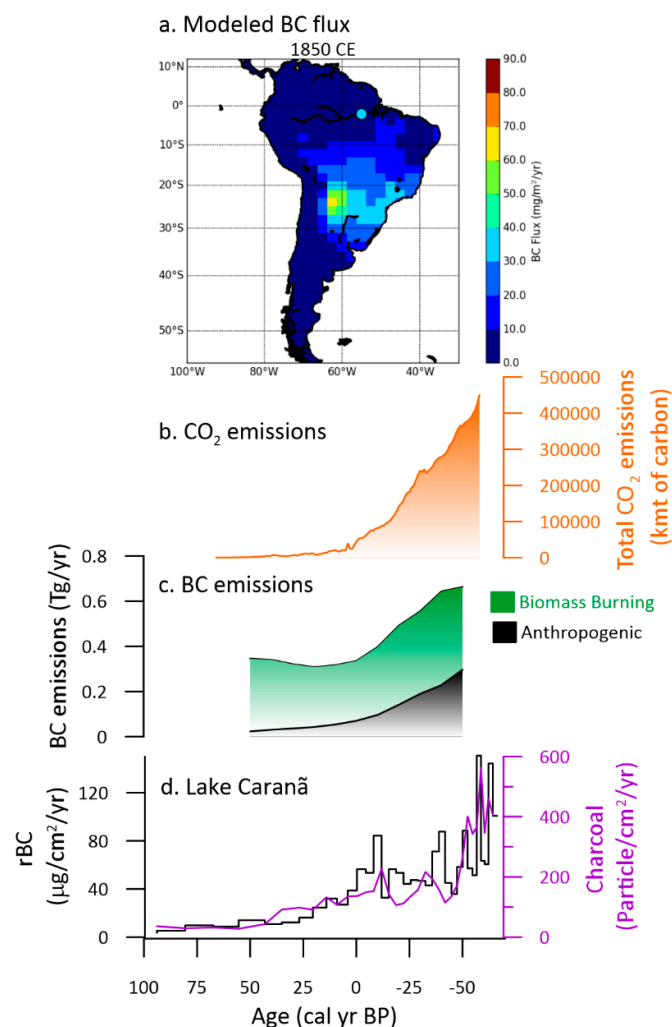 a. Modeled BC flux
1850 CE
10°N
0°
10°S
20°S
30°S
40°S
50°S
100°W
80°W
60°W
40°W
90.0
80.0
70.0
60.0
50.0
40.0
30.0
20.0
10.0
0.0
BC Flux (mg/m²/yr)
b. CO₂ emissions
500000
400000
300000
200000
100000
0
Total CO₂ emissions
(kmt of carbon)
c. BC emissions
0.8
0.6
0.4
0.2
0
BC emissions (Tg/yr)
Biomass Burning
Anthropogenic
d. Lake Caranã
120
80
40
0
rBC
(µg/cm²/yr)
600
400
200
0
Charcoal
(Particle/cm²/yr)
100
75
50
25
0
-25
-50
Age (cal yr BP)